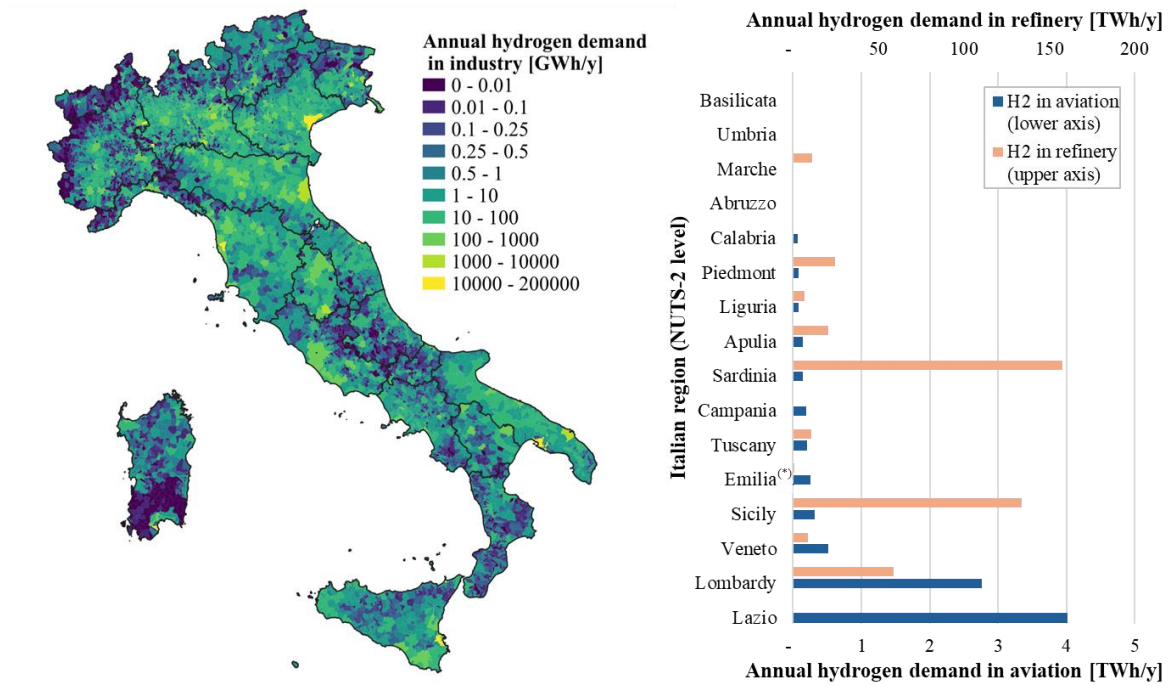 Annual hydrogen demand
in industry [GWh/y]
0 - 0.01
0.01 - 0.1
0.1 - 0.25
0.25 - 0.5
0.5 - 1
1 - 10
10 - 100
100 - 1000
1000 - 10000
10000 - 200000
Annual hydrogen demand in refinery [TWh/y]
- 50 100 150 200
H2 in aviation
(lower axis)
H2 in refinery
(upper axis)
Italian region (NUTS-2 level)
Basilicata
Umbria
Marche
Abruzzo
Calabria
Piedmont
Liguria
Apulia
Sardinia
Campania
Tuscany
Emilia(*)
Sicily
Veneto
Lombardy
Lazio
- 1 2 3 4 5
Annual hydrogen demand in aviation [TWh/y]